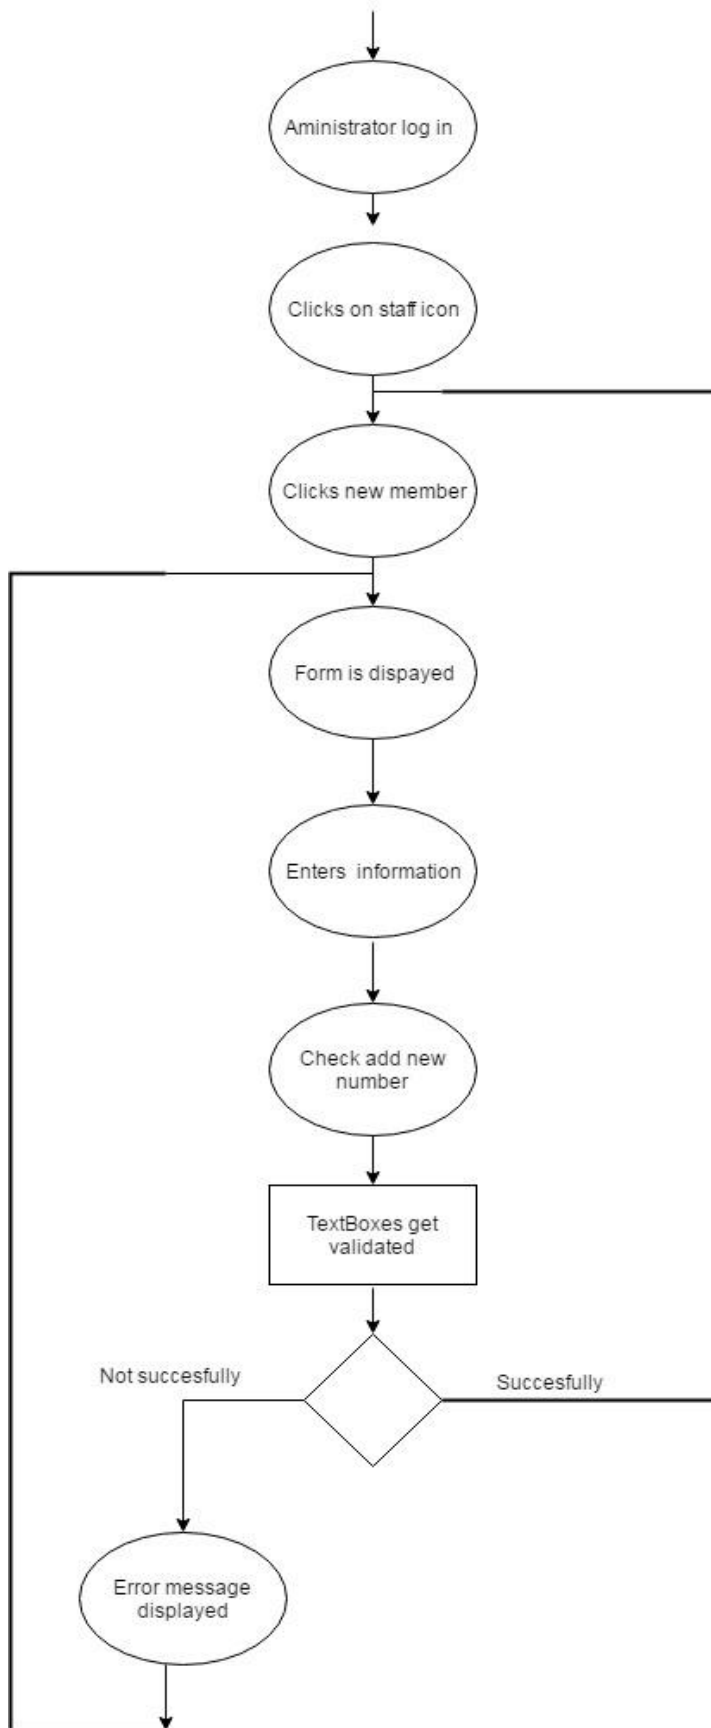 Aministrator log in
Clicks on staff icon
Clicks new member
Form is dispayed
Enters information
Check add new
number
TextBoxes get
validated
Not succesfully
Succesfully
Error message
displayed